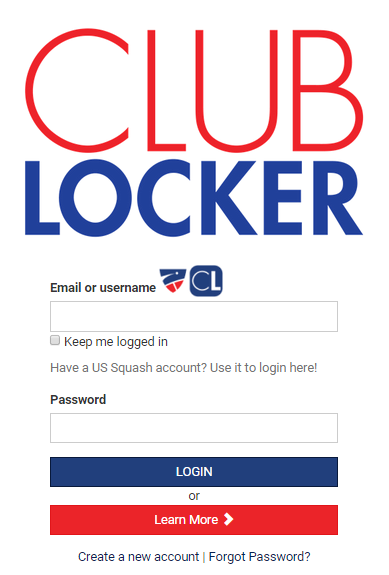 CLUB
LOCKER
Email or username CL
Keep me logged in
Have a US Squash account? Use it to login here!
Password
LOGIN
or
Learn More
Create a new account | Forgot Password?